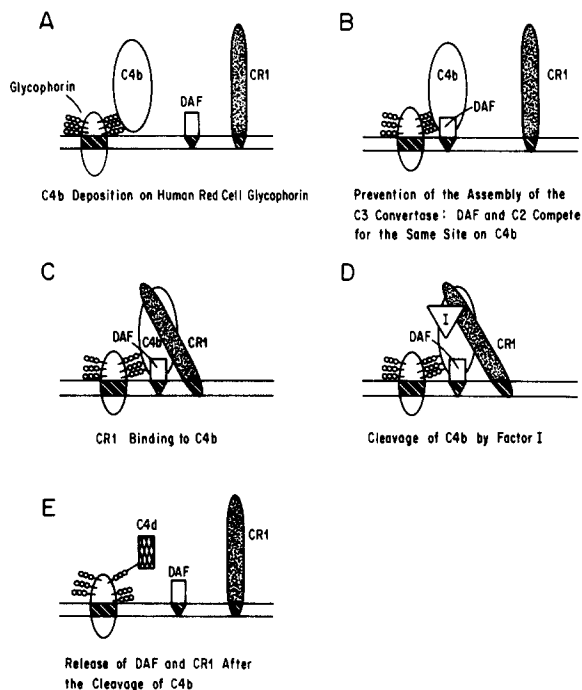 A
Glycophorin
C4b
DAF
CR1
C4b Deposition on Human Red Cell Glycophorin
B
C4b
DAF
CR1
Prevention of the Assembly of the
C3 Convertase: DAF and C2 Compete
for the Same Site on C4b
C
DAF
C4b
CR1
CR1 Binding to C4b
D
I
DAF
CR1
Cleavage of C4b by Factor I
E
C4d
DAF
CR1
Release of DAF and CR1 After
the Cleavage of C4b